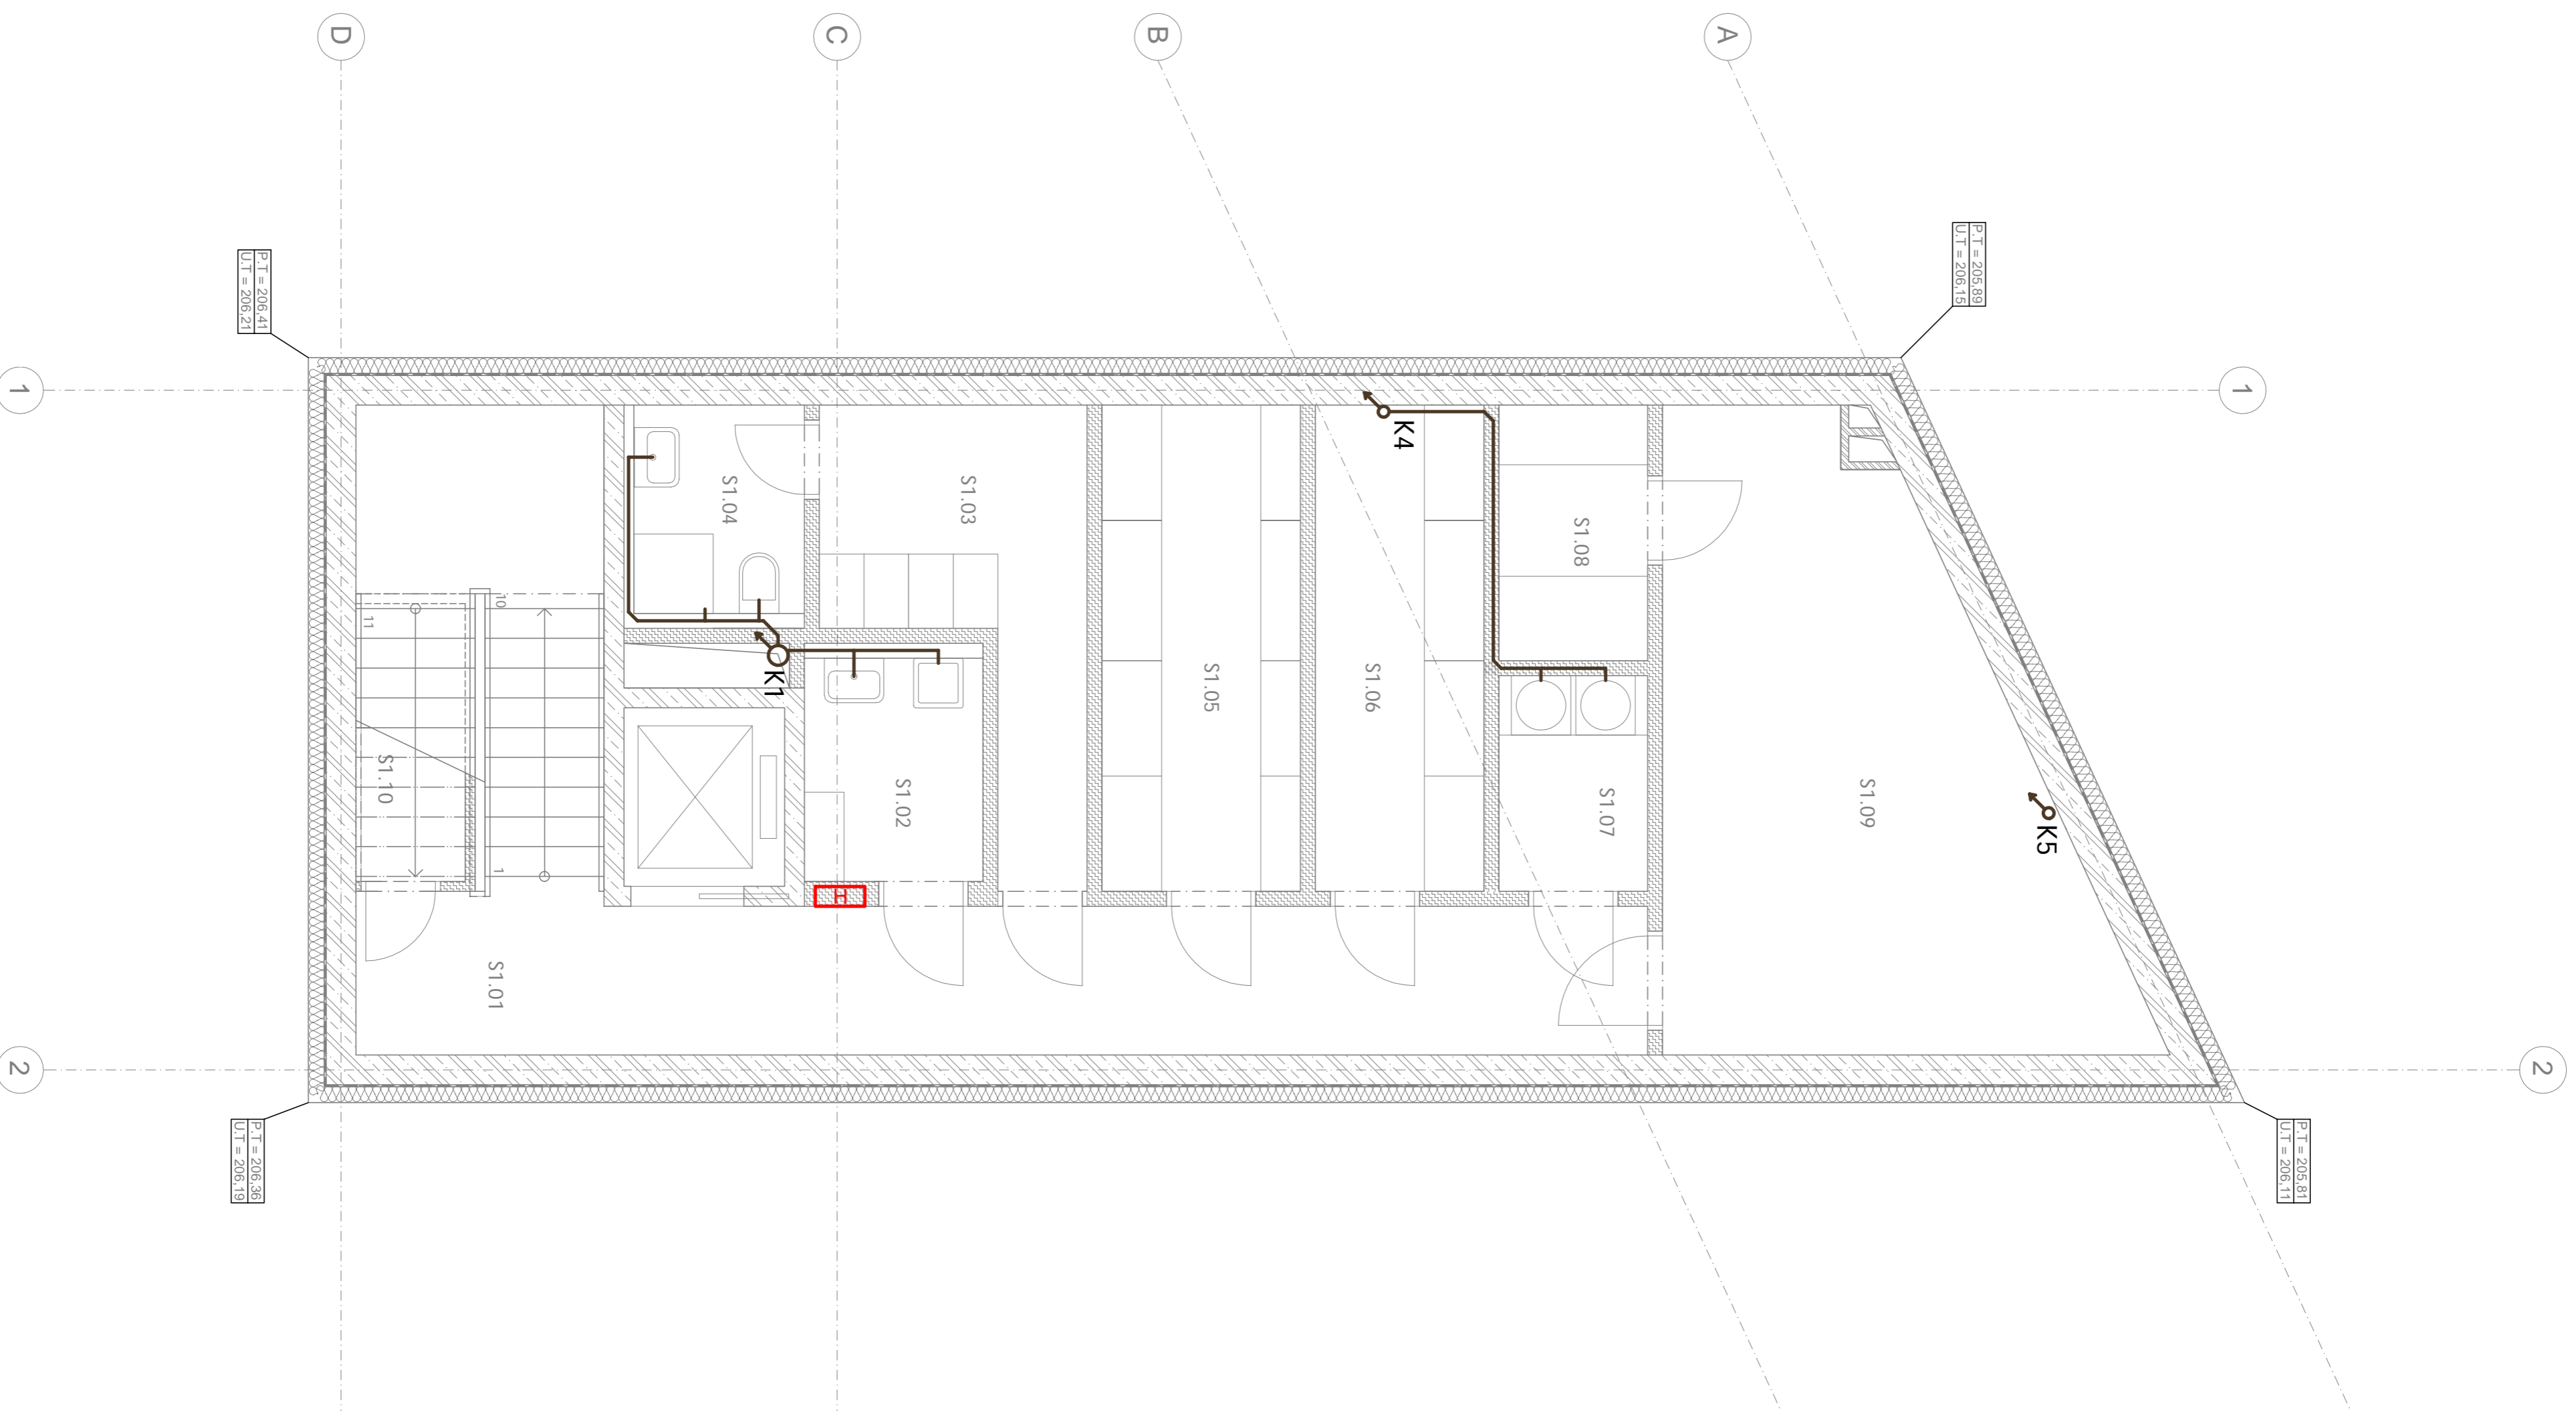 D
C
B
A
P.T = 206,41
U.T = 206,21
P.T = 205,89
U.T = 206,15
1
1
K4
S1.04
S1.03
S1.08
10
11
K1
S1.05
S1.06
S1.10
S1.02
S1.07
S1.09
K5
1
H
S1.01
2
2
P.T = 206,36
U.T = 206,19
P.T = 205,81
U.T = 206,11